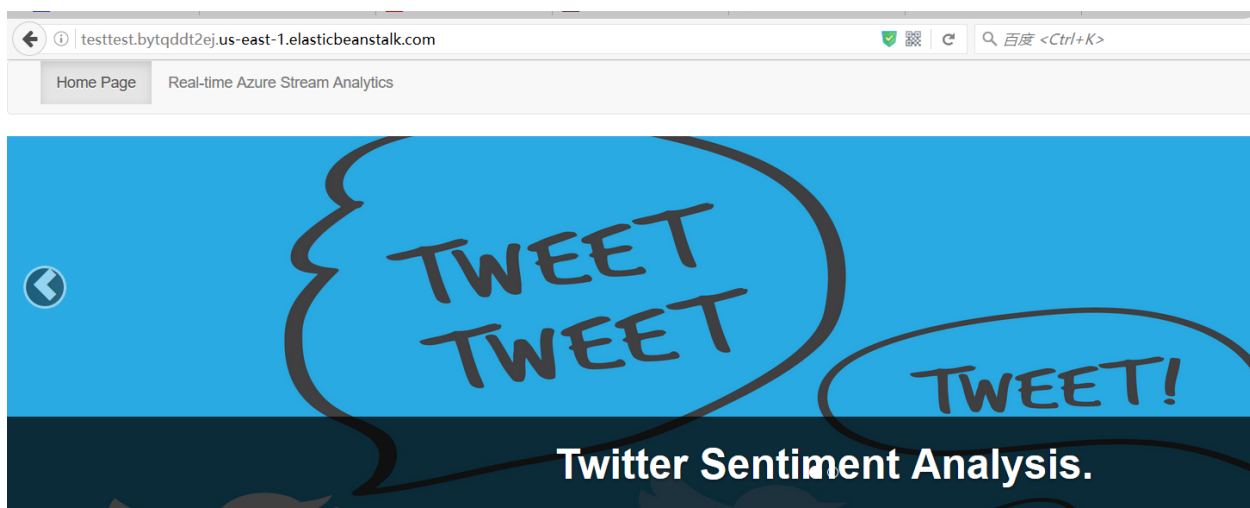 testtest.bytqddt2ej.us-east-1.elasticbeanstalk.com
百度 <Ctrl+K>
Home Page
Real-time Azure Stream Analytics
TWEET
TWEET
TWEET!
Twitter Sentiment Analysis.